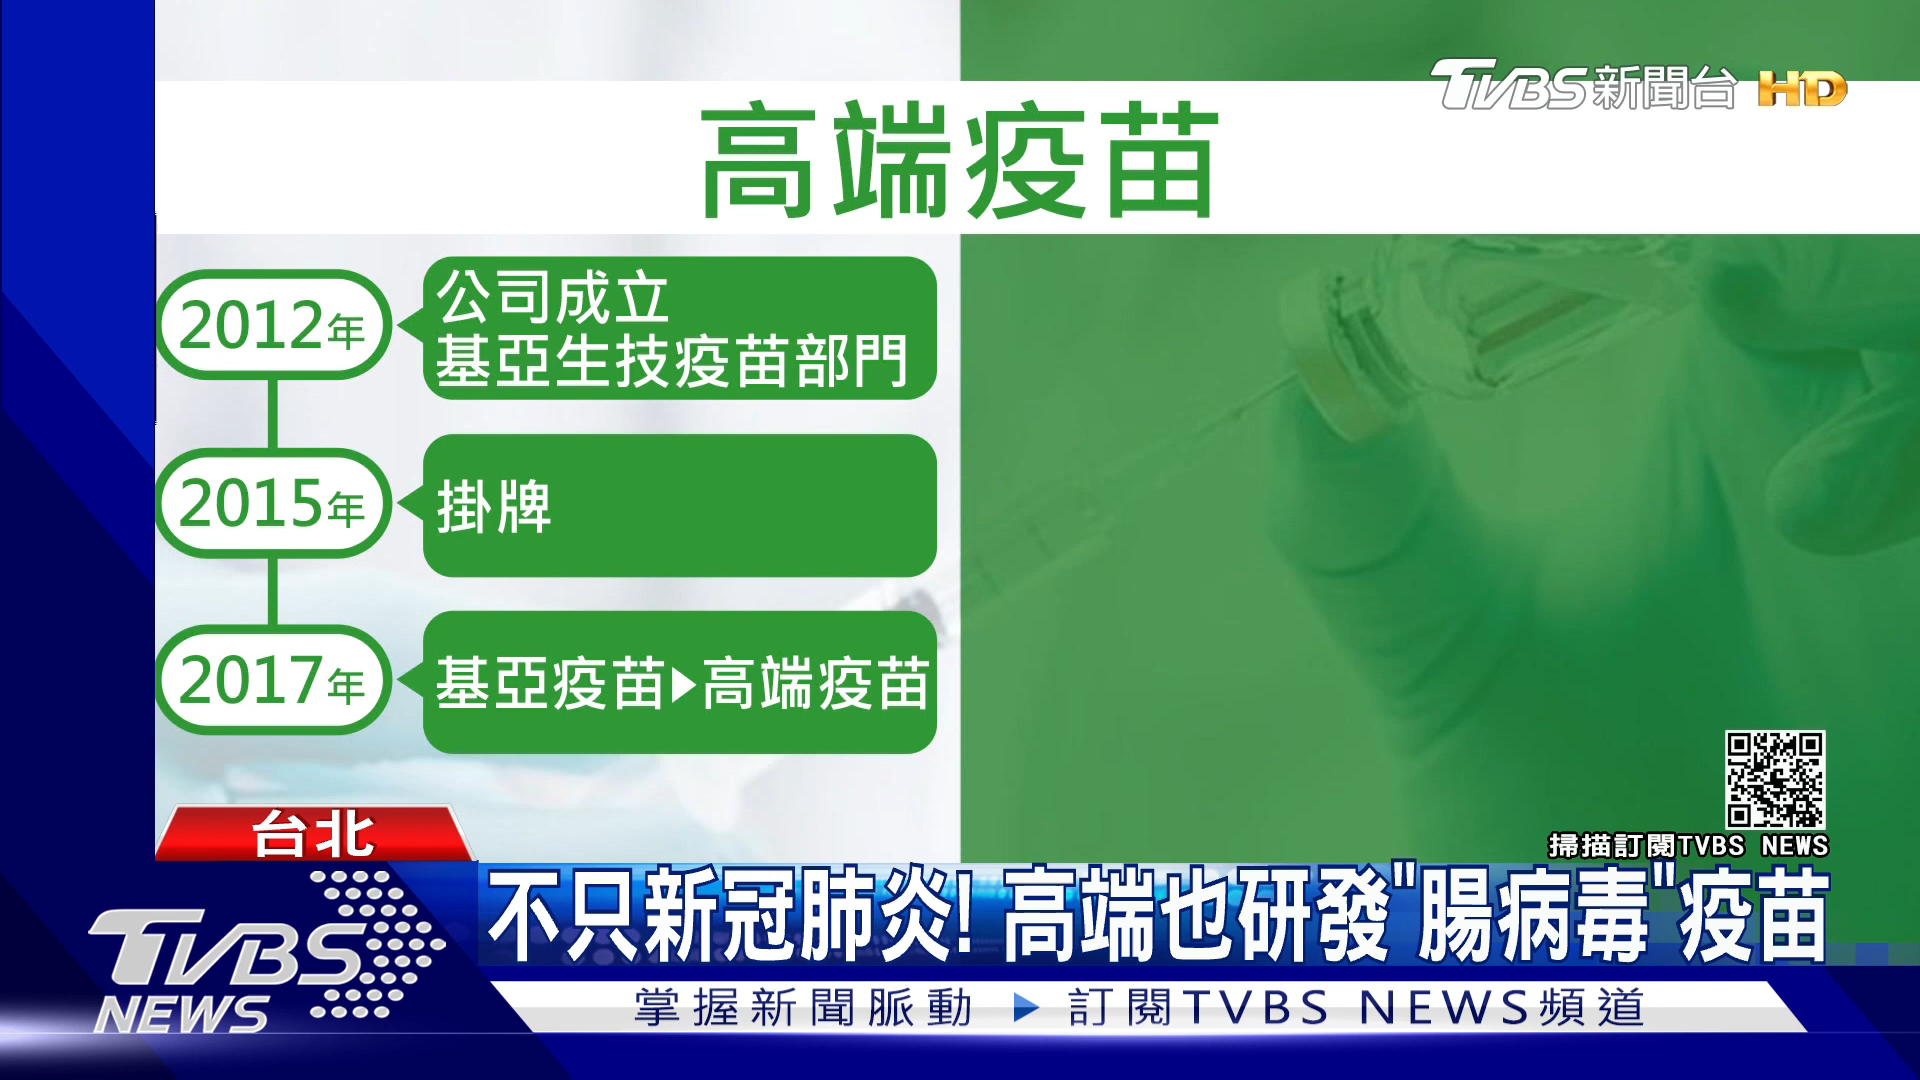 TVBS新聞台 HD
高端疫苗
2012年
公司成立
基亞生技疫苗部門
2015年
掛牌
2017年
基亞疫苗▶高端疫苗
掃描訂閱TVBS NEWS
台北
不只新冠肺炎! 高端也研發"腸病毒"疫苗
TVBS
NEWS
掌握新聞脈動 ▶ 訂閱TVBS NEWS頻道